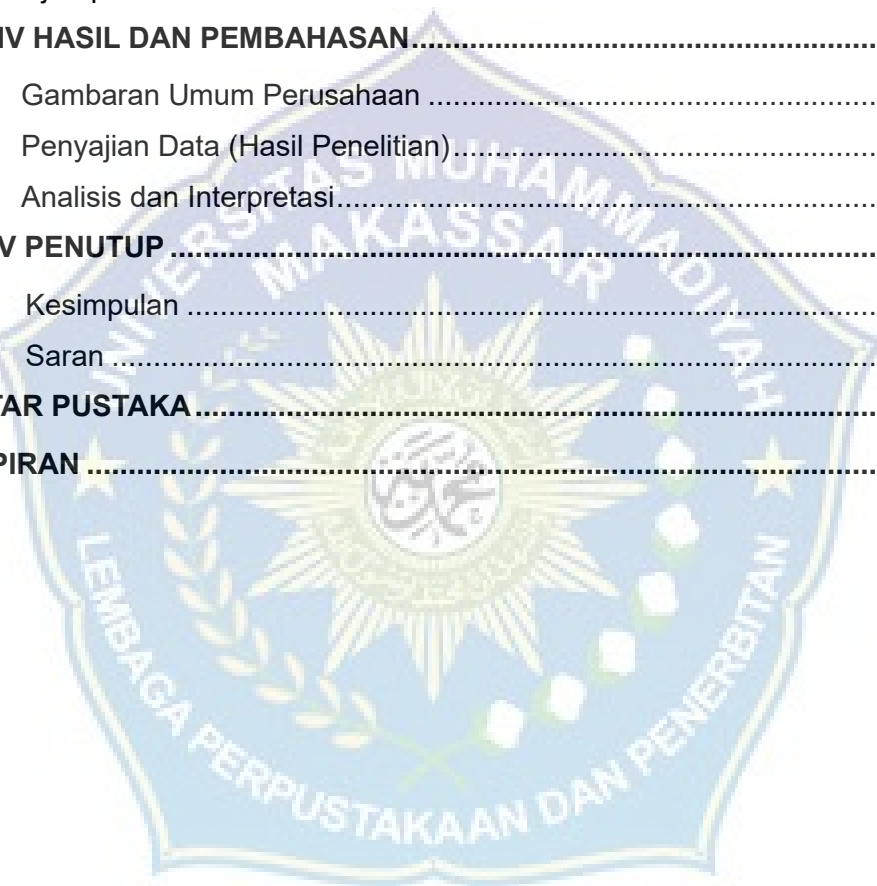 IV HASIL DAN PEMBAHASAN..........................................................
Gambaran Umum Perusahaan ......................................................
Penyajian Data (Hasil Penelitian)...................................................
Analisis dan Interpretasi.................................................................
V PENUTUP ......................................................................................
Kesimpulan ....................................................................................
Saran .............................................................................................
TAR PUSTAKA...................................................................................
PIRAN ................................................................................................
UNIVERSITAS MUHAMMADIYAH
MAKASSAR
LEMBAGA PERPUSTAKAAN DAN PENERBITAN